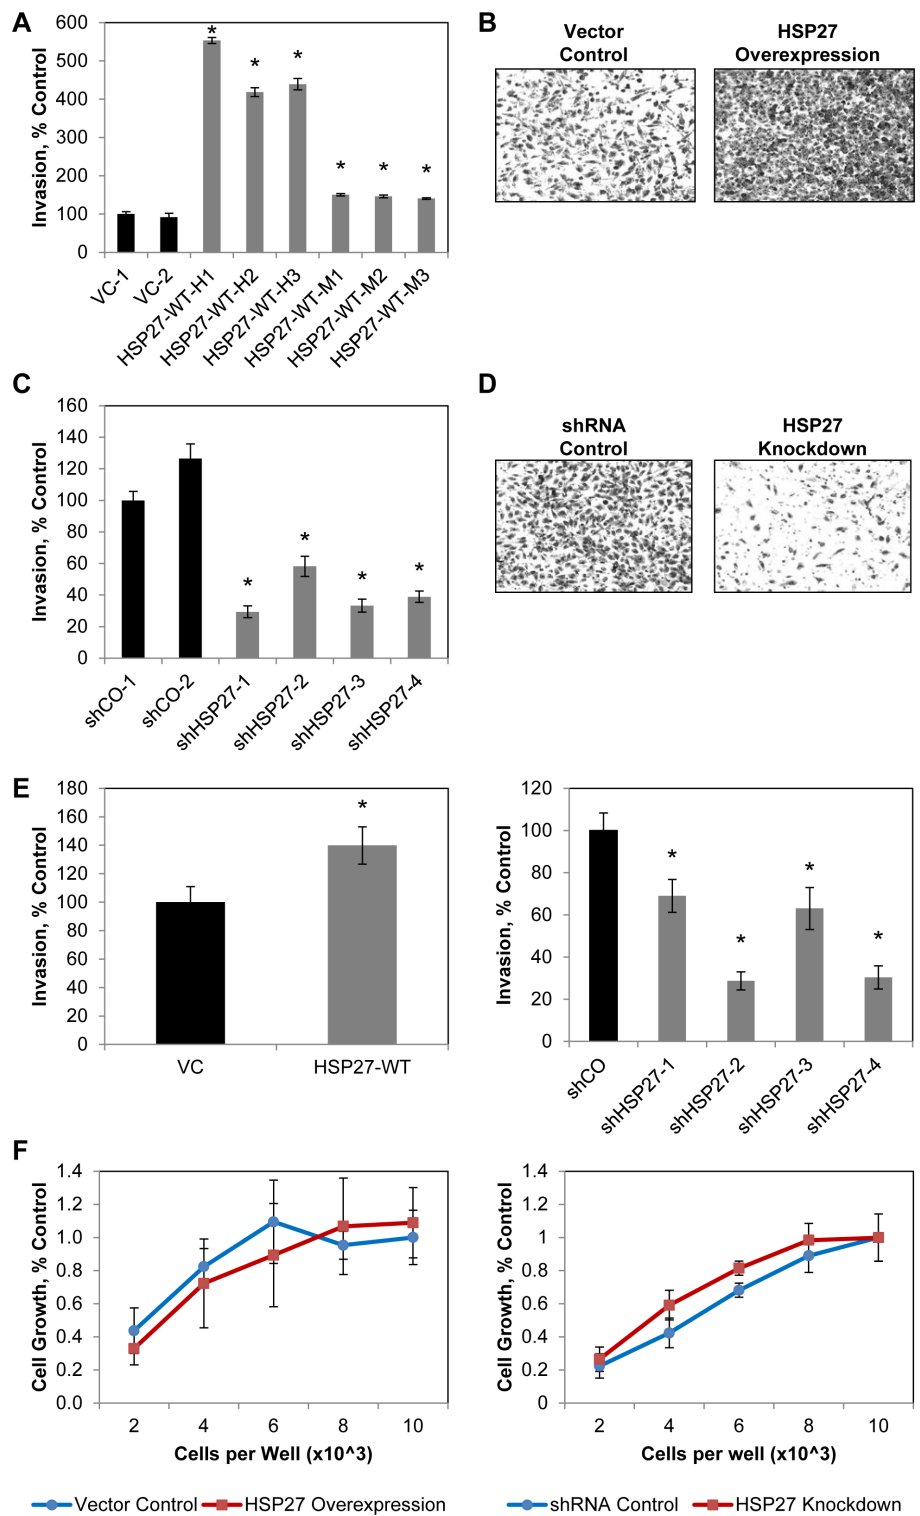 A
Invasion, % Control
600
500
400
300
200
100
0
*
*
*
*
*
*
VC-1
VC-2
HSP27-WT-H1
HSP27-WT-H2
HSP27-WT-H3
HSP27-WT-M1
HSP27-WT-M2
HSP27-WT-M3
B
Vector
Control
HSP27
Overexpression
C
Invasion, % Control
160
140
120
100
80
60
40
20
0
*
*
*
*
shCO-1
shCO-2
shHSP27-1
shHSP27-2
shHSP27-3
shHSP27-4
D
shRNA
Control
HSP27
Knockdown
E
Invasion, % Control
180
160
140
120
100
80
60
40
20
0
*
VC
HSP27-WT
Invasion, % Control
120
100
80
60
40
20
0
*
*
*
*
shCO
shHSP27-1
shHSP27-2
shHSP27-3
shHSP27-4
F
Cell Growth, % Control
1.4
1.2
1.0
0.8
0.6
0.4
0.2
0.0
2 4 6 8 10
Cells per Well (x10^3)
Vector Control HSP27 Overexpression
Cell Growth, % Control
1.4
1.2
1
0.8
0.6
0.4
0.2
0
2 4 6 8 10
Cells per well (x10^3)
shRNA Control HSP27 Knockdown